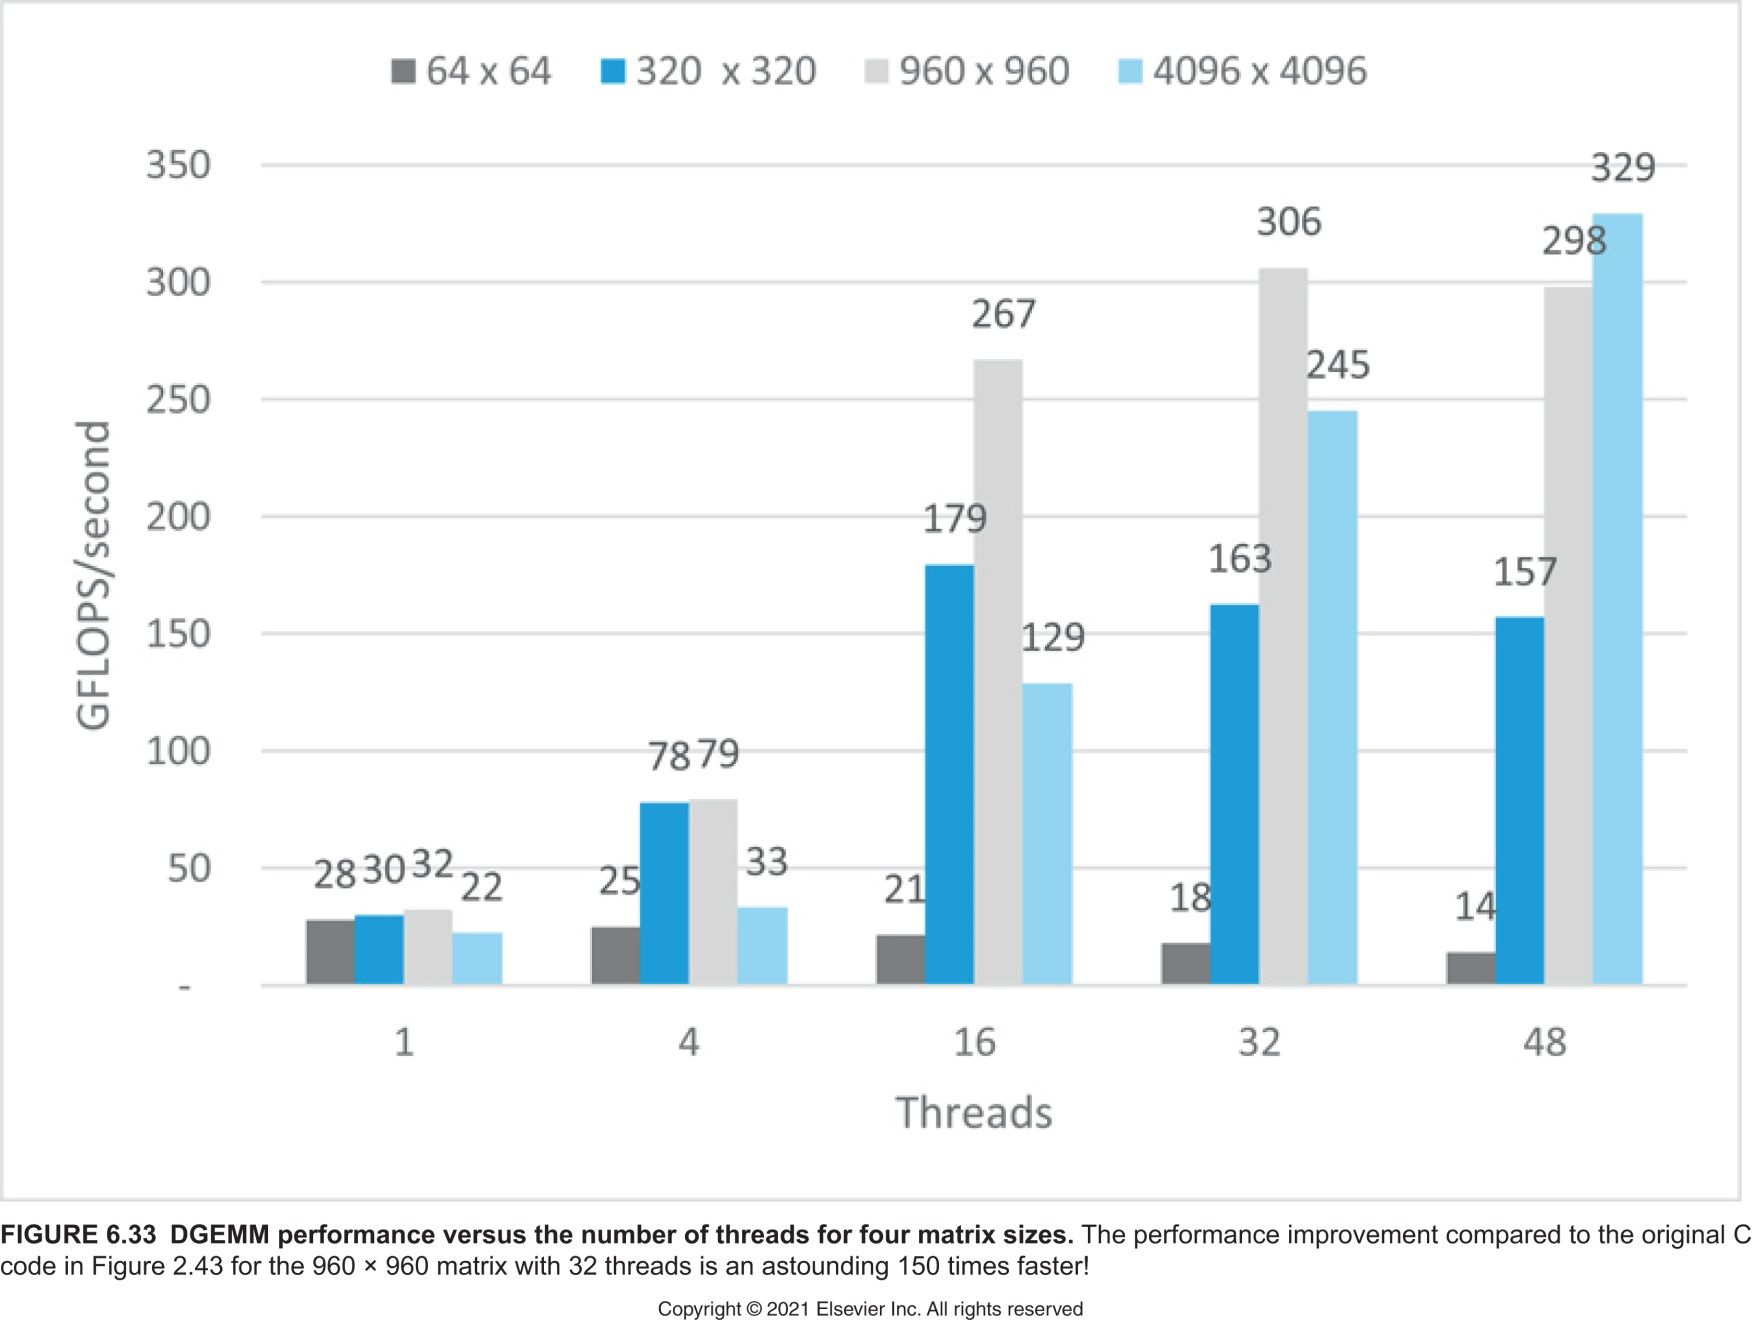 64 x 64 320 x 320 960 x 960 4096 x 4096
350
300
250
200
150
100
50
-
GFLOPS/second
28 30 32 22
25 78 79 33
21 179 267 129
18 163 306 245
14 157 298 329
1 4 16 32 48
Threads
FIGURE 6.33 DGEMM performance versus the number of threads for four matrix sizes. The performance improvement compared to the original C
code in Figure 2.43 for the 960 × 960 matrix with 32 threads is an astounding 150 times faster!
Copyright © 2021 Elsevier Inc. All rights reserved